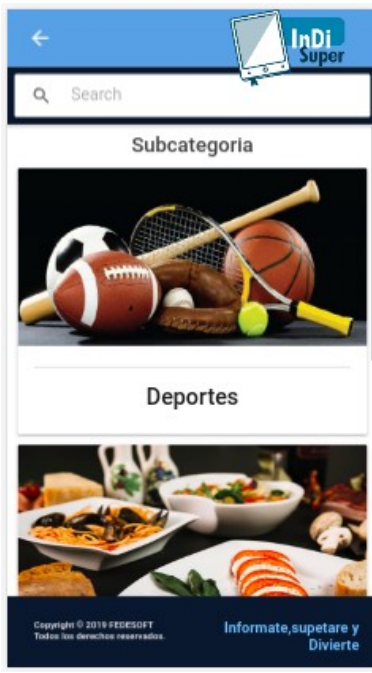 InDi
Super
Search
Subcategoria
Deportes
Copyright © 2019 FEDESOFT
Todos los derechos reservados.
Informate,supetare y
Divierte